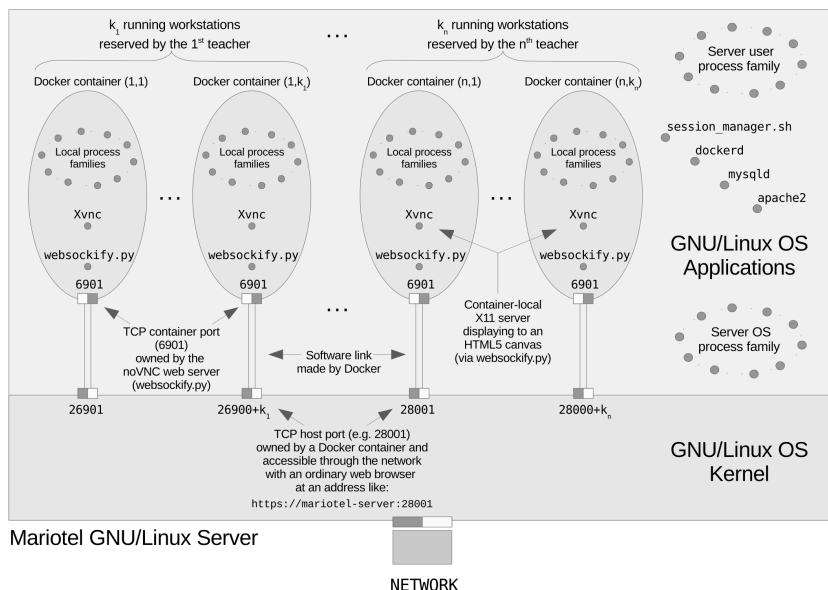 k1 running workstations
reserved by the 1st teacher
...
kn running workstations
reserved by the nth teacher
Docker container (1,1)
Docker container (1,k1)
Docker container (n,1)
Docker container (n,kn)
Server user
process family
Local process
families
Local process
families
Local process
families
Local process
families
session_manager.sh
dockerd
mysqld
apache2
...
...
Xvnc
Xvnc
Xvnc
Xvnc
websockify.py
websockify.py
websockify.py
websockify.py
GNU/Linux OS
Applications
6901
6901
6901
6901
...
TCP container port
(6901)
owned by the
noVNC web server
(websockify.py)
Software link
made by Docker
Container-local
X11 server
displaying to an
HTML5 canvas
(via websockify.py)
Server OS
process family
26901
26900+k1
28001
28000+kn
TCP host port (e.g. 28001)
owned by a Docker container and
accessible through the network
with an ordinary web browser
at an address like:
https://mariotel-server:28001
GNU/Linux OS
Kernel
Mariotel GNU/Linux Server
NETWORK